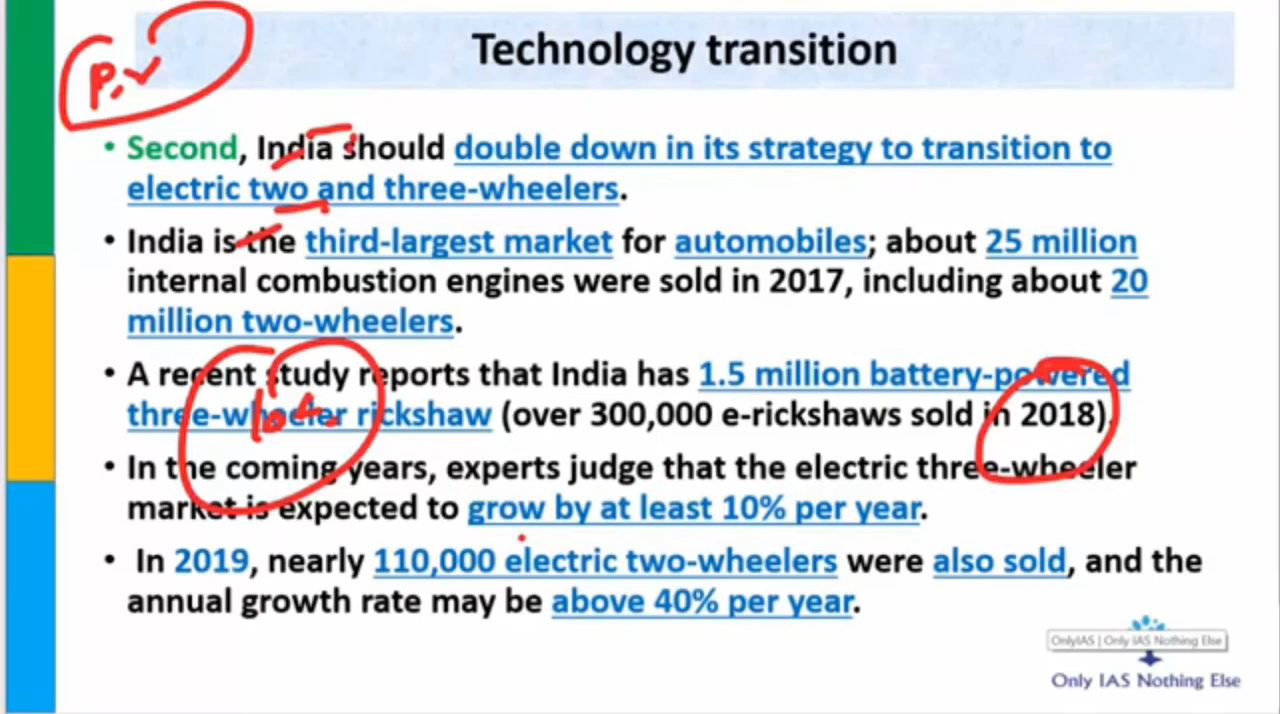 Technology transition
P.V
• Second, India should double down in its strategy to transition to
electric two and three-wheelers.
• India is the third-largest market for automobiles; about 25 million
internal combustion engines were sold in 2017, including about 20
million two-wheelers.
• A recent study reports that India has 1.5 million battery-powered
three-wheeler rickshaw (over 300,000 e-rickshaws sold in 2018).
• In the coming years, experts judge that the electric three-wheeler
market is expected to grow by at least 10% per year.
• In 2019, nearly 110,000 electric two-wheelers were also sold, and the
annual growth rate may be above 40% per year.
OnlyIAS | Only IAS Nothing Else
Only IAS Nothing Else